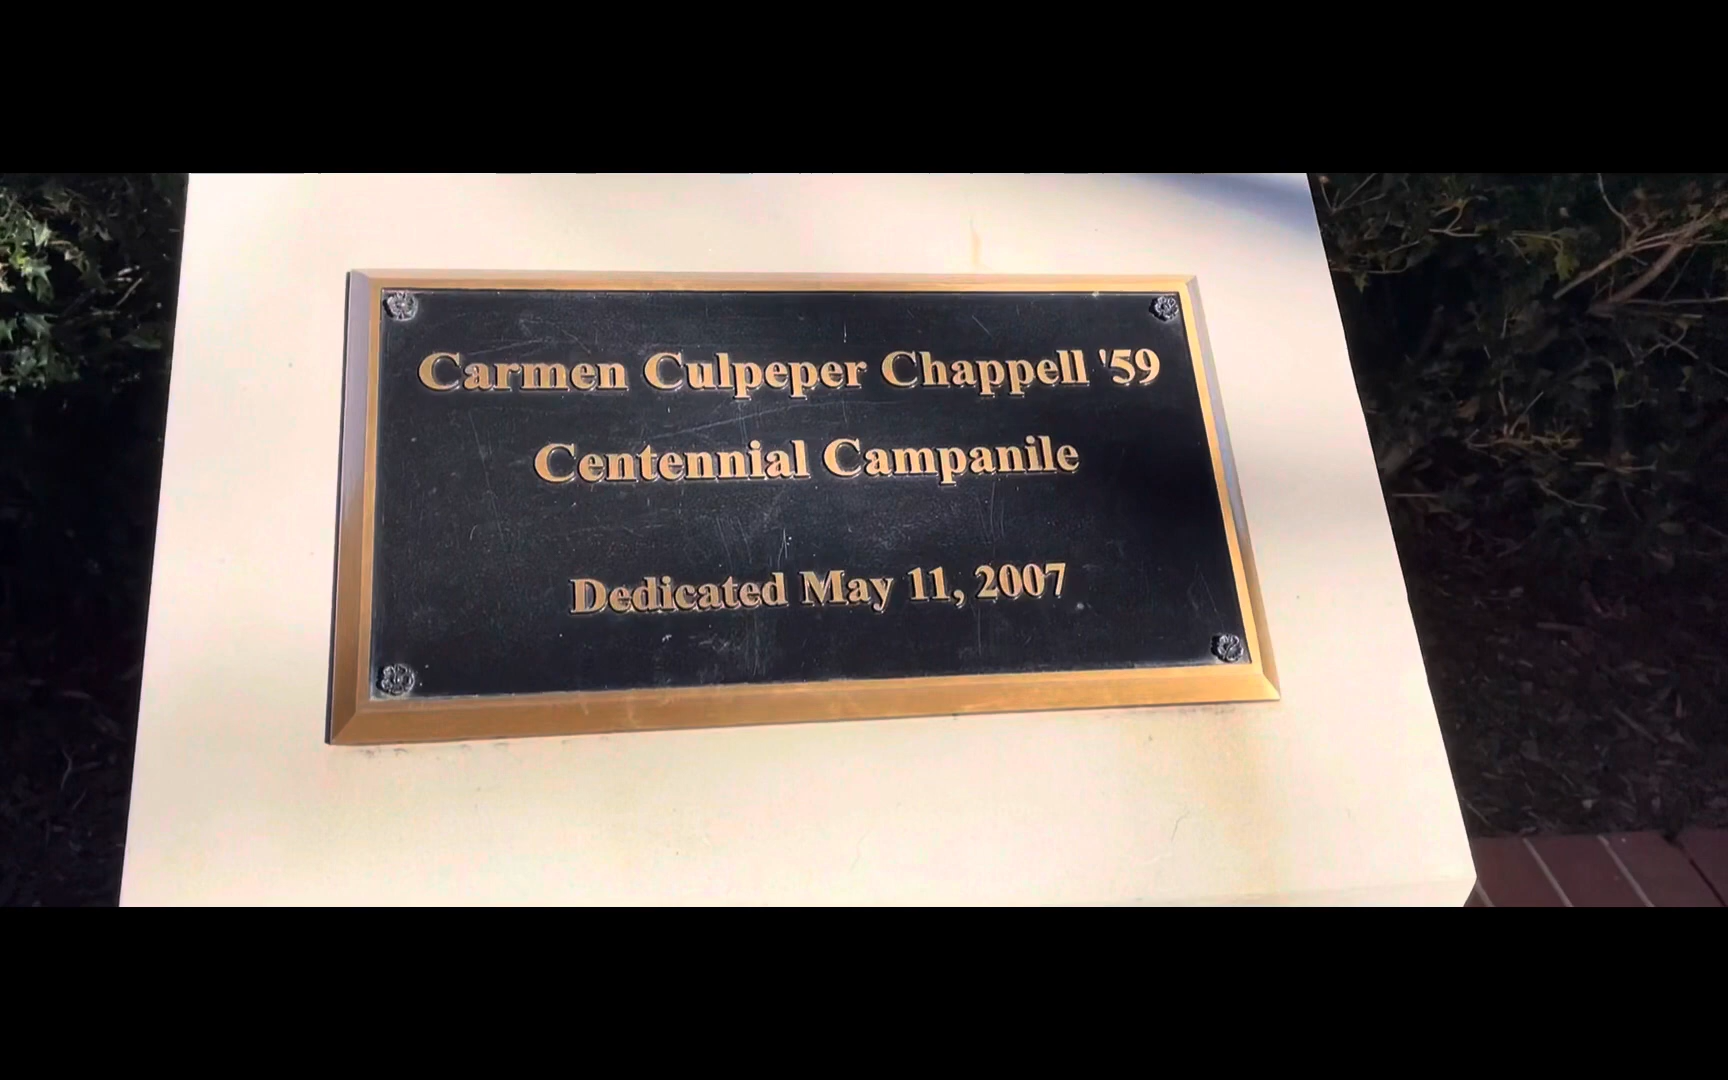 Carmen Culpeper Chappell '59
Centennial Campanile
Dedicated May 11, 2007